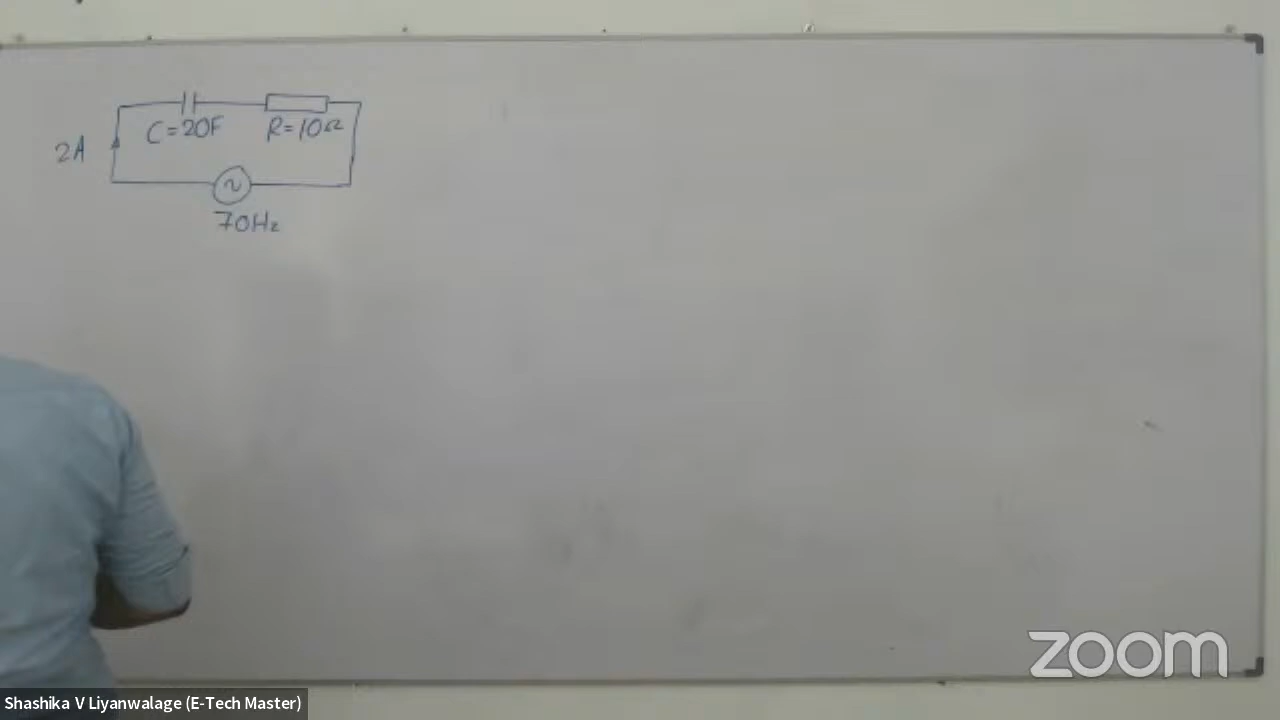 C=20F
R=10Ω
2A
~
70Hz
zoom
Shashika V Liyanwalage (E-Tech Master)